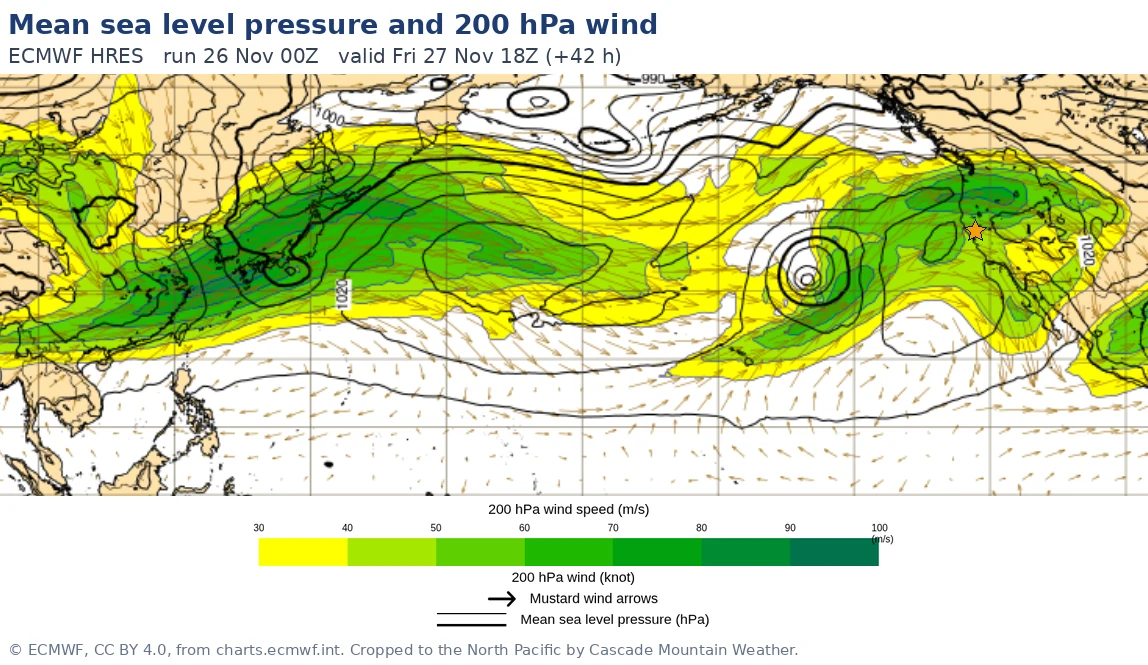 Mean sea level pressure and 200 hPa wind
ECMWF HRES run 26 Nov 00Z valid Fri 27 Nov 18Z (+42 h)
990
1000
1020
1020
200 hPa wind speed (m/s)
30 40 50 60 70 80 90 100
(m/s)
200 hPa wind (knot)
Mustard wind arrows
Mean sea level pressure (hPa)
© ECMWF, CC BY 4.0, from charts.ecmwf.int. Cropped to the North Pacific by Cascade Mountain Weather.